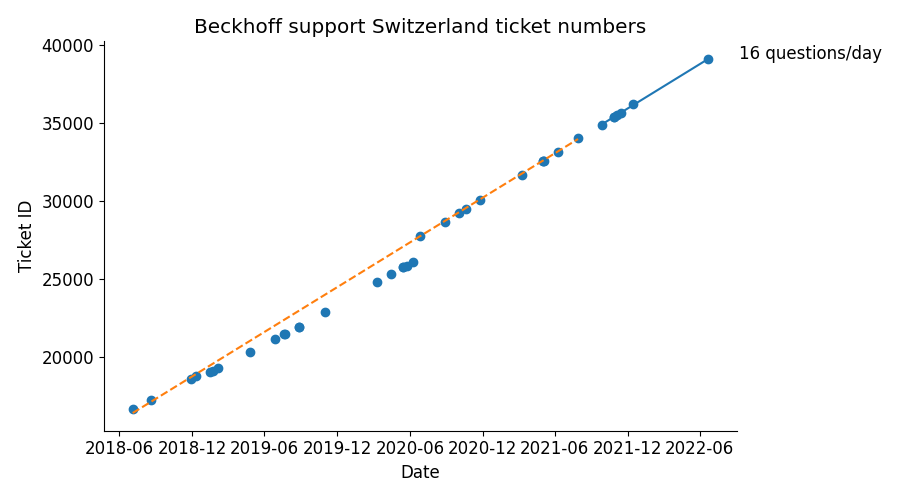 Beckhoff support Switzerland ticket numbers
40000
16 questions/day
35000
30000
Ticket ID
25000
20000
2018-06 2018-12 2019-06 2019-12 2020-06 2020-12 2021-06 2021-12 2022-06
Date